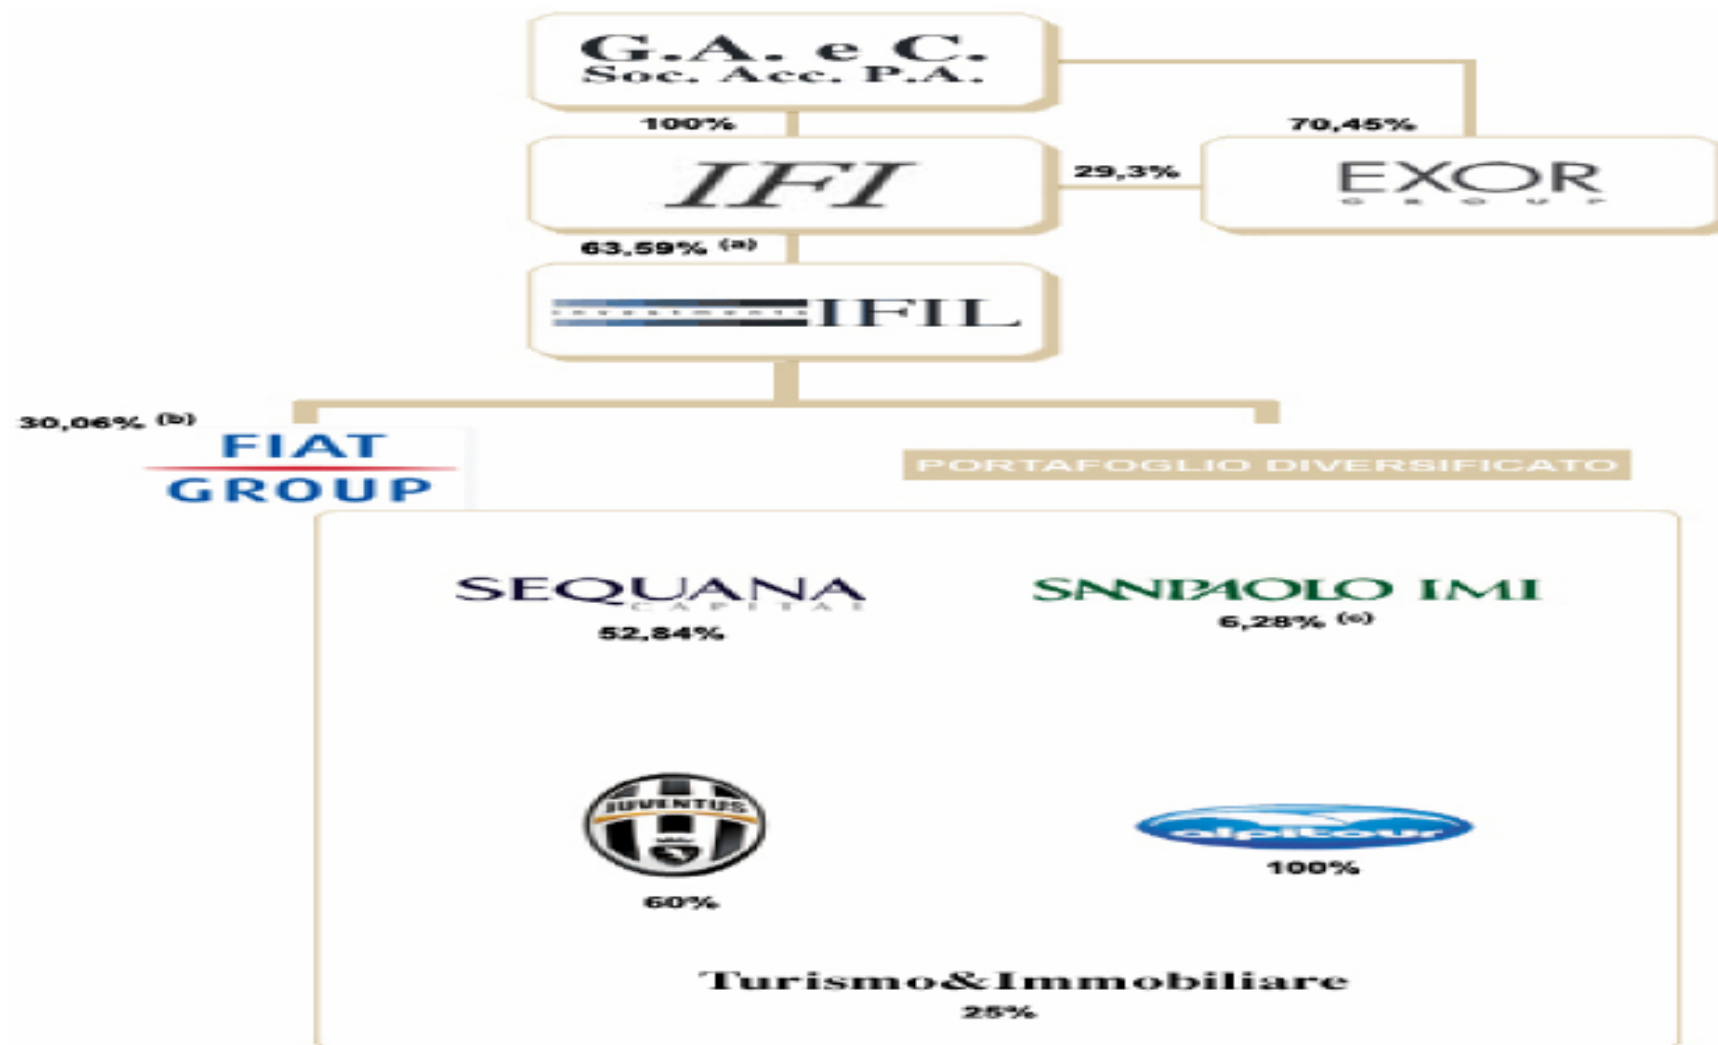 G.A. e C.
Soc. Acc. P.A.
100%
70,45%
IFI
29,3%
EXOR
GROUP
63,59% (a)
investments IFIL
30,06% (b)
FIAT
GROUP
PORTAFOGLIO DIVERSIFICATO
SEQUANA
CAPITAL
52,84%
SANPAOLO IMI
6,28% (c)
JUVENTUS
60%
alpitour
100%
Turismo&Immobiliare
25%